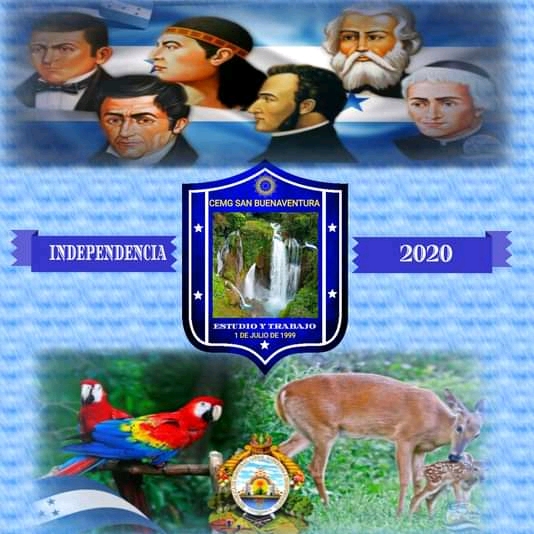 CEMG SAN BUENAVENTURA
INDEPENDENCIA
2020
ESTUDIO Y TRABAJO
1 DE JULIO DE 1999